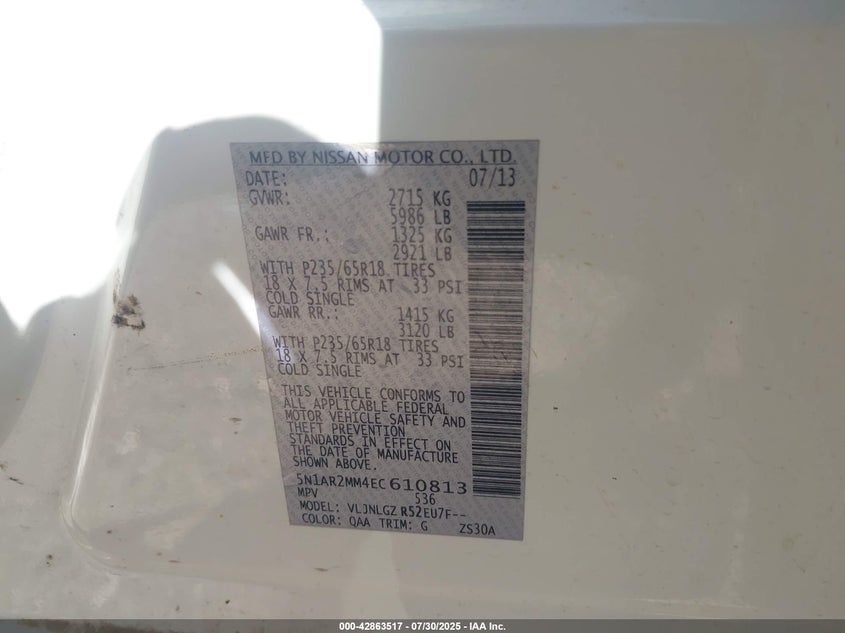 MFD BY NISSAN MOTOR CO., LTD.
DATE: 07/13
GVWR: 2715 KG
5986 LB
GAWR FR.: 1325 KG
2921 LB
WITH P235/65R18 TIRES
18 X 7.5 RIMS AT 33 PSI
COLD SINGLE
GAWR RR.: 1415 KG
3120 LB
WITH P235/65R18 TIRES
18 X 7.5 RIMS AT 33 PSI
COLD SINGLE
THIS VEHICLE CONFORMS TO
ALL APPLICABLE FEDERAL
MOTOR VEHICLE SAFETY AND
THEFT PREVENTION
STANDARDS IN EFFECT ON
THE DATE OF MANUFACTURE
SHOWN ABOVE.
5N1AR2MM4EC610813
MPV 536
MODEL: VLJNLGZ R52EU7F--
COLOR: QAA TRIM: G ZS30A
000-42863517 - 07/30/2025 - IAA Inc.